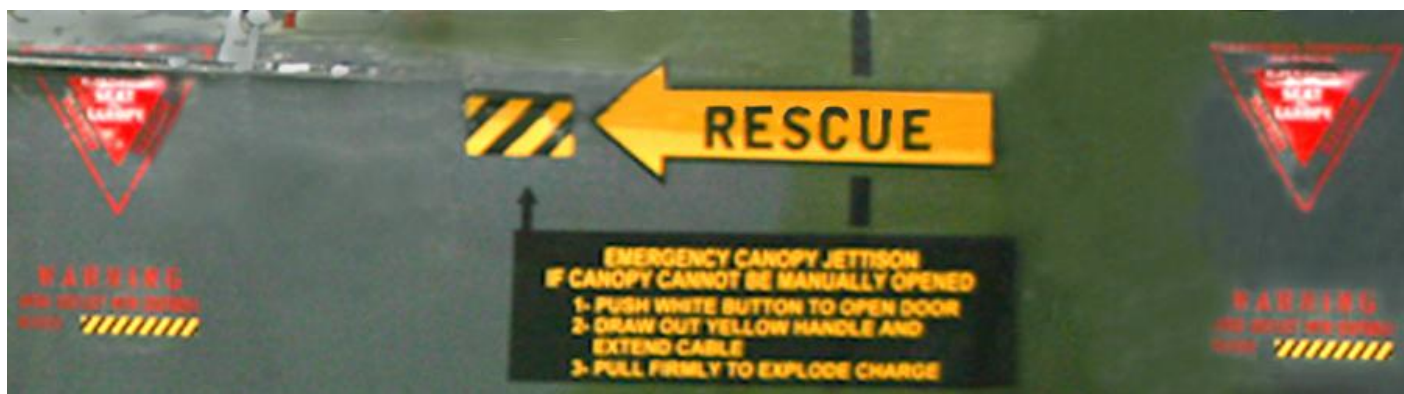 SEAT
CANOPY
RESCUE
SEAT
CANOPY
EMERGENCY CANOPY JETTISON
IF CANOPY CANNOT BE MANUALLY OPENED
1- PUSH WHITE BUTTON TO OPEN DOOR
2- DRAW OUT YELLOW HANDLE AND
EXTEND CABLE
3- PULL FIRMLY TO EXPLODE CHARGE
WARNING
WARNING